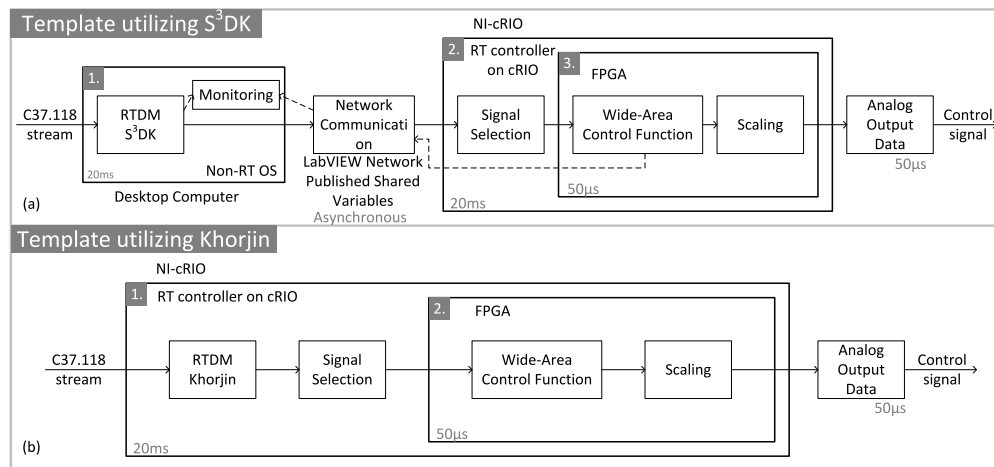 Template utilizing S³DK
NI-cRIO
1.
Monitoring
C37.118
stream
RTDM
S³DK
20ms
Non-RT OS
Desktop Computer
(a)
Network
Communicati
on
LabVIEW Network
Published Shared
Variables
Asynchronous
2.
RT controller
on cRIO
Signal
Selection
20ms
3.
FPGA
Wide-Area
Control Function
Scaling
50µs
Analog
Output
Data
50µs
Control
signal
Template utilizing Khorjin
NI-cRIO
1.
RT controller on cRIO
C37.118
stream
RTDM
Khorjin
Signal
Selection
20ms
2.
FPGA
Wide-Area
Control Function
Scaling
50µs
Analog
Output
Data
50µs
Control
signal
(b)